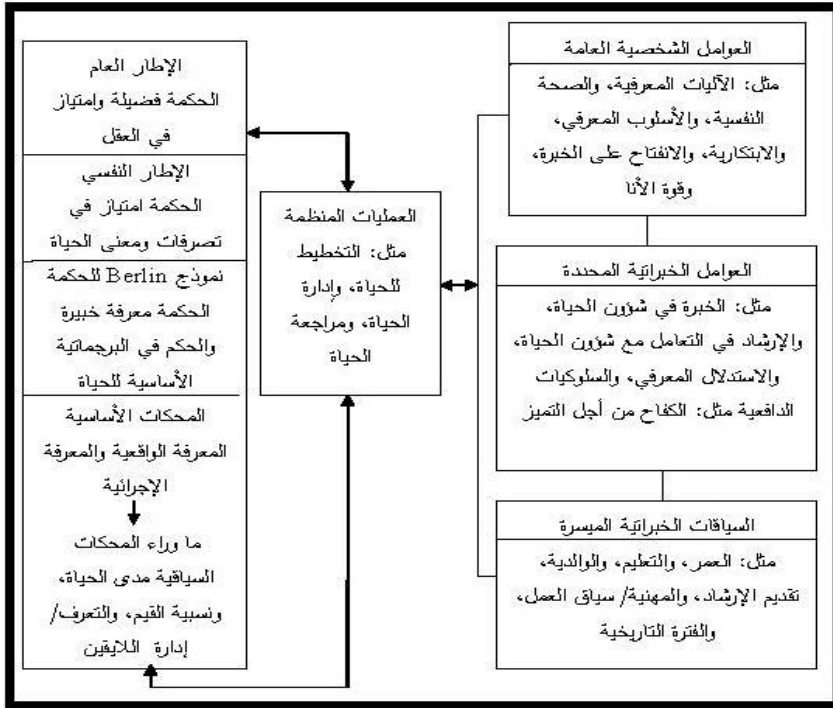 العوامل الشخصية العامة
مثل: الآليات المعرفية، والصحة
النفسية، والأسلوب المعرفي،
والابتكارية، والانفتاح على الخبرة،
وقوة الأنا
العوامل الخبراتية المحددة
مثل: الخبرة في شؤون الحياة،
والإرشاد في التعامل مع شؤون الحياة،
والاستدلال المعرفي، والسلوكيات
الدافعية مثل: الكفاح من أجل التميز
السياقات الخبراتية الميسرة
مثل: العمر، والتعليم، والوالدية،
تقديم الإرشاد، والمهنية/ سياق العمل،
والفترة التاريخية
العمليات المنظمة
مثل: التخطيط
للحياة، وإدارة
الحياة، ومراجعة
الحياة
الإطار العام
الحكمة فضيلة وامتياز
في العقل
الإطار النفسي
الحكمة امتياز في
تصرفات ومعنى الحياة
نموذج Berlin للحكمة
الحكمة معرفة خبيرة
والحكم في البرجماتية
الأساسية للحياة
المحكات الأساسية
المعرفة الواقعية والمعرفة
الإجرائية
ما وراء المحكات
السياقية مدى الحياة،
ونسبية القيم، والتعرف/
إدارة اللايقين